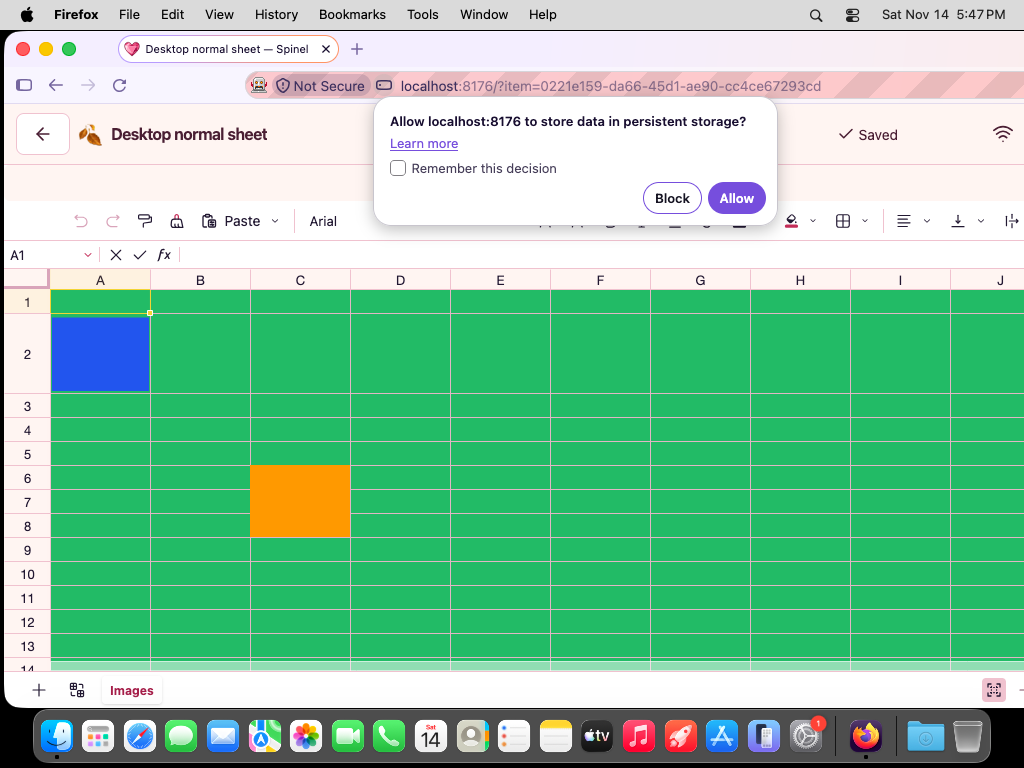 Firefox File Edit View History Bookmarks Tools Window Help Sat Nov 14 5:47 PM
Desktop normal sheet — Spinel
Not Secure localhost:8176/?item=0221e159-da66-45d1-ae90-cc4ce67293cd
Allow localhost:8176 to store data in persistent storage?
Learn more
Remember this decision
Block Allow
Desktop normal sheet Saved
Paste Arial
A1 fx
A B C D E F G H I J
1
2
3
4
5
6
7
8
9
10
11
12
13
14
Images
Sat
14
tv
1